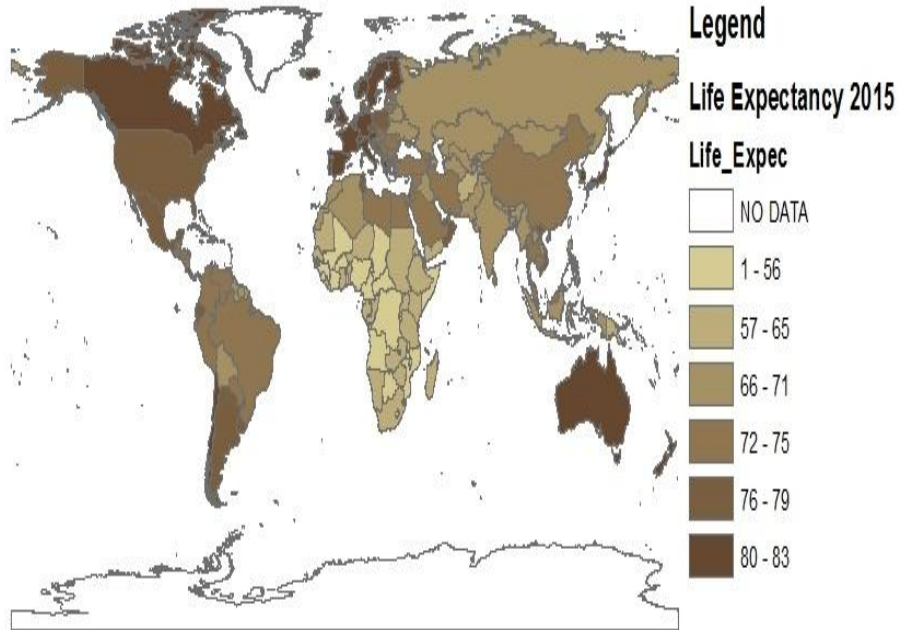 Legend
Life Expectancy 2015
Life_Expec
NO DATA
1 - 56
57 - 65
66 - 71
72 - 75
76 - 79
80 - 83